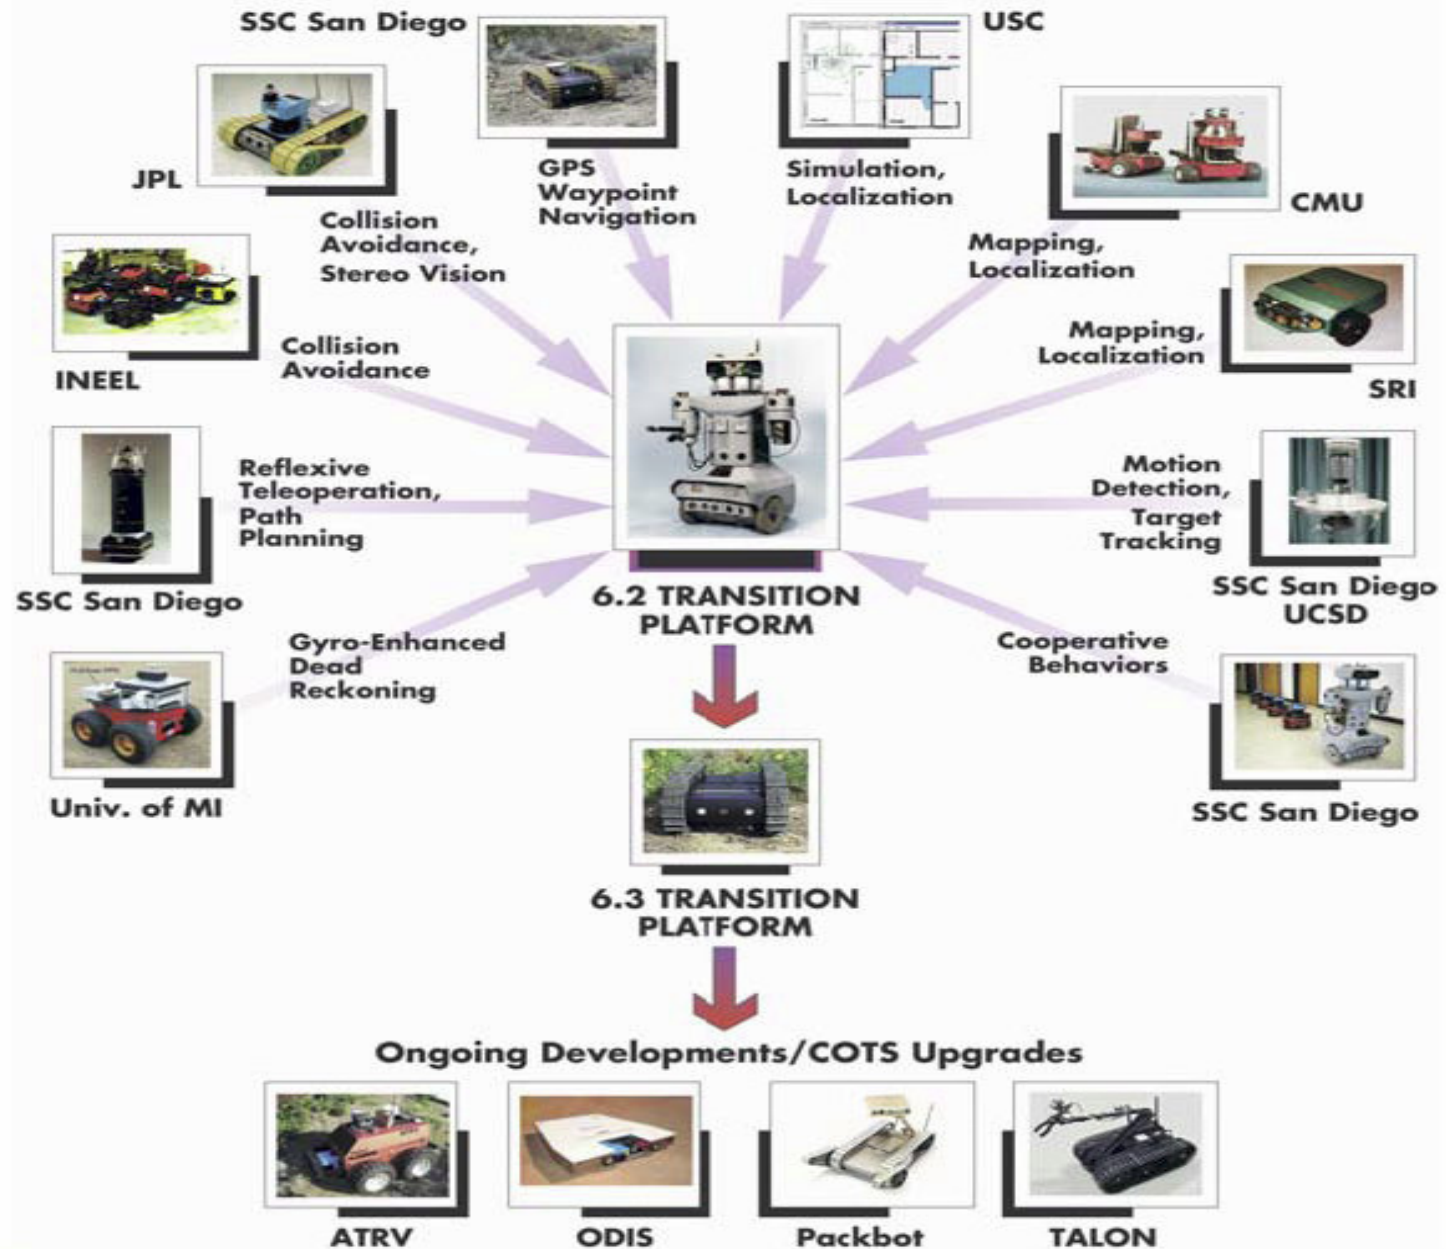 SSC San Diego
USC
JPL
GPS
Waypoint
Navigation
Simulation,
Localization
CMU
Collision
Avoidance,
Stereo Vision
Mapping,
Localization
INEEL
Collision
Avoidance
Mapping,
Localization
SRI
Reflexive
Teleoperation,
Path
Planning
SSC San Diego
Motion
Detection,
Target
Tracking
SSC San Diego
UCSD
6.2 TRANSITION
PLATFORM
Gyro-Enhanced
Dead
Reckoning
Univ. of MI
Cooperative
Behaviors
SSC San Diego
6.3 TRANSITION
PLATFORM
Ongoing Developments/COTS Upgrades
ATRV
ODIS
Packbot
TALON